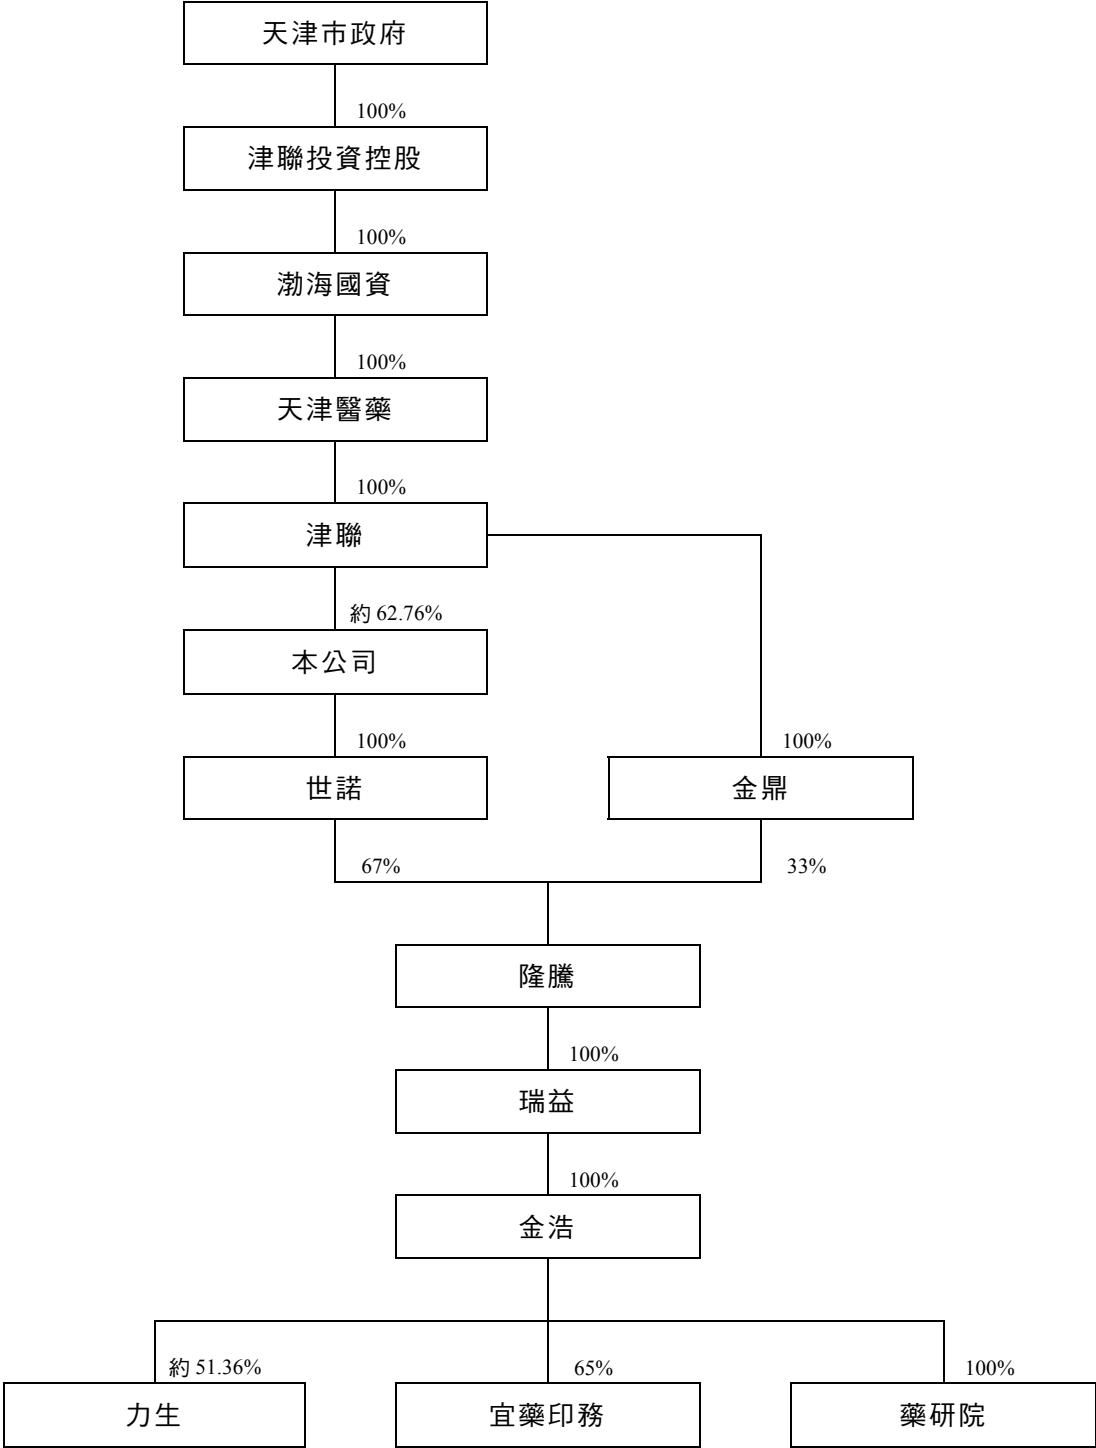 天津市政府
100%
津聯投資控股
100%
渤海國資
100%
天津醫藥
100%
津聯
約 62.76%
本公司
100%
100%
世諾
金鼎
67%
33%
隆騰
100%
瑞益
100%
金浩
約 51.36%
65%
100%
力生
宜藥印務
藥研院